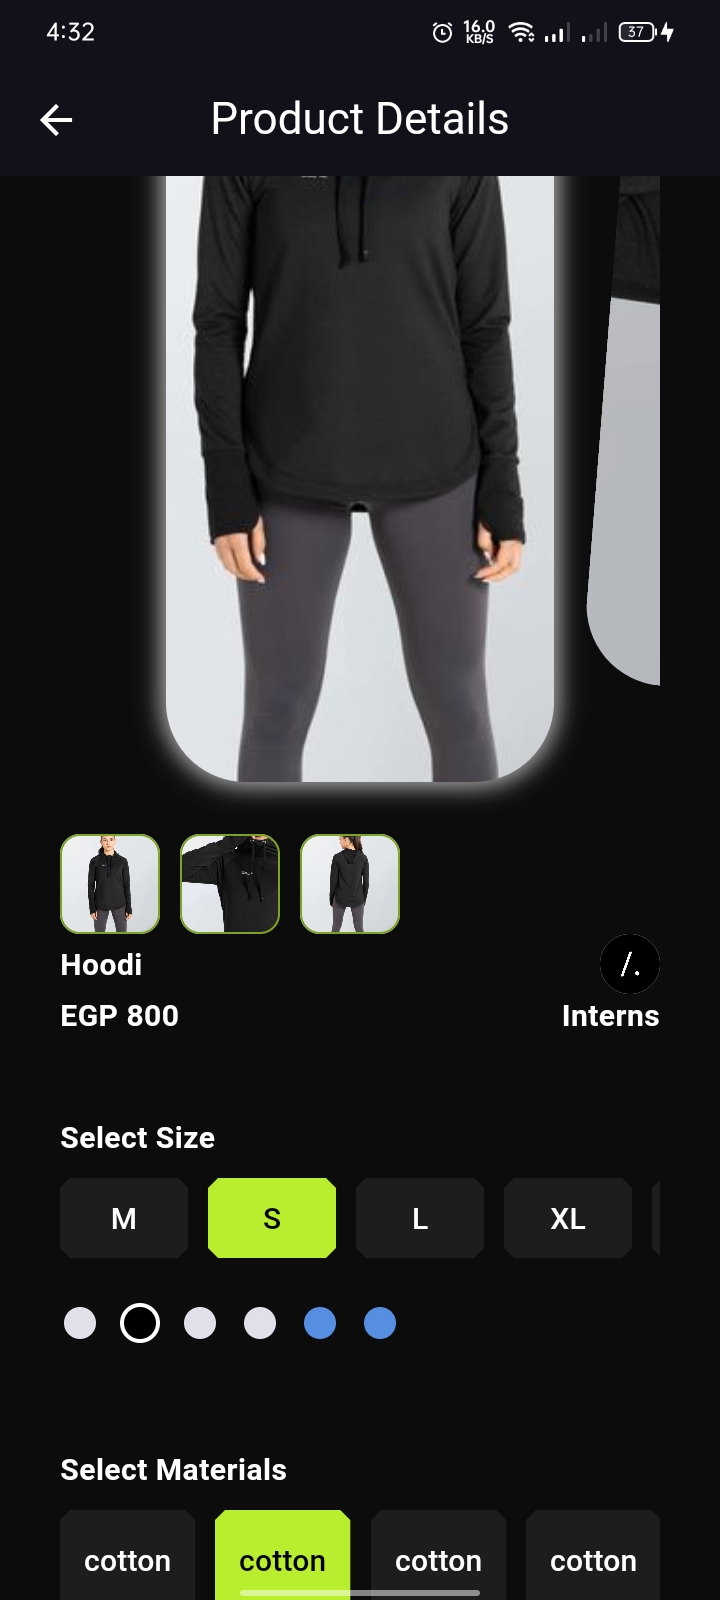 4:32
16.0
KB/S
37
Product Details
Hoodi
/.
EGP 800
Interns
Select Size
M
S
L
XL
Select Materials
cotton
cotton
cotton
cotton